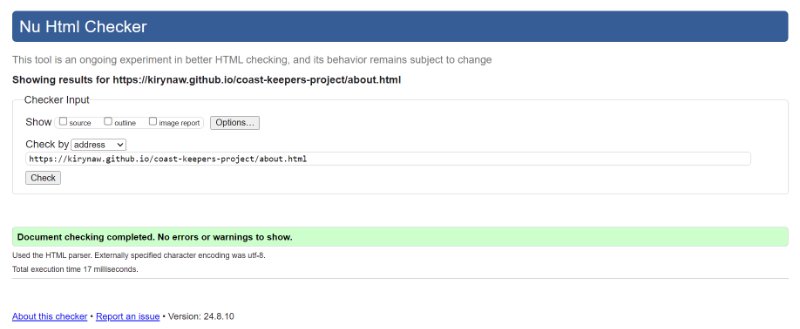 Nu Html Checker
This tool is an ongoing experiment in better HTML checking, and its behavior remains subject to change
Showing results for https://kirynaw.github.io/coast-keepers-project/about.html
Checker Input
Show source outline image report Options...
Check by address
https://kirynaw.github.io/coast-keepers-project/about.html
Check
Document checking completed. No errors or warnings to show.
Used the HTML parser. Externally specified character encoding was utf-8.
Total execution time 17 milliseconds.
About this checker • Report an issue • Version: 24.8.10